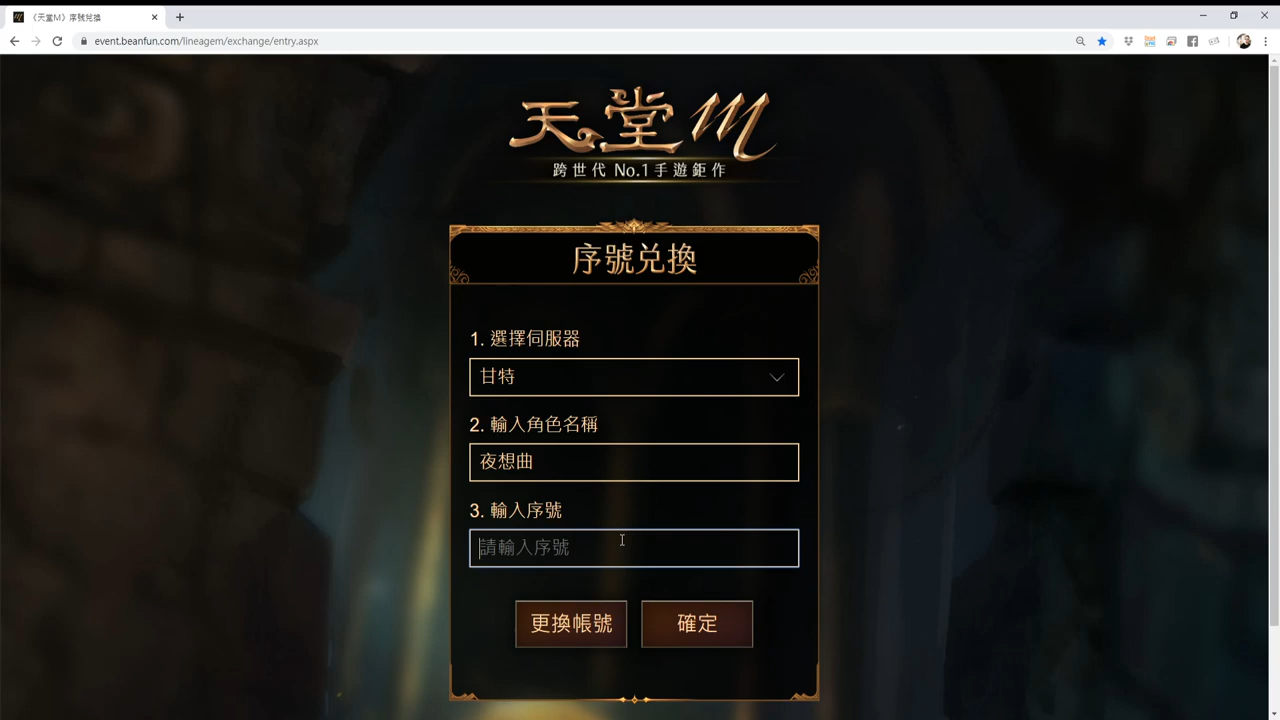 《天堂M》序號兌換
event.beanfun.com/lineagem/exchange/entry.aspx
天堂M
跨世代 No.1手遊鉅作
序號兌換
1. 選擇伺服器
甘特
2. 輸入角色名稱
夜想曲
3. 輸入序號
請輸入序號
更換帳號
確定